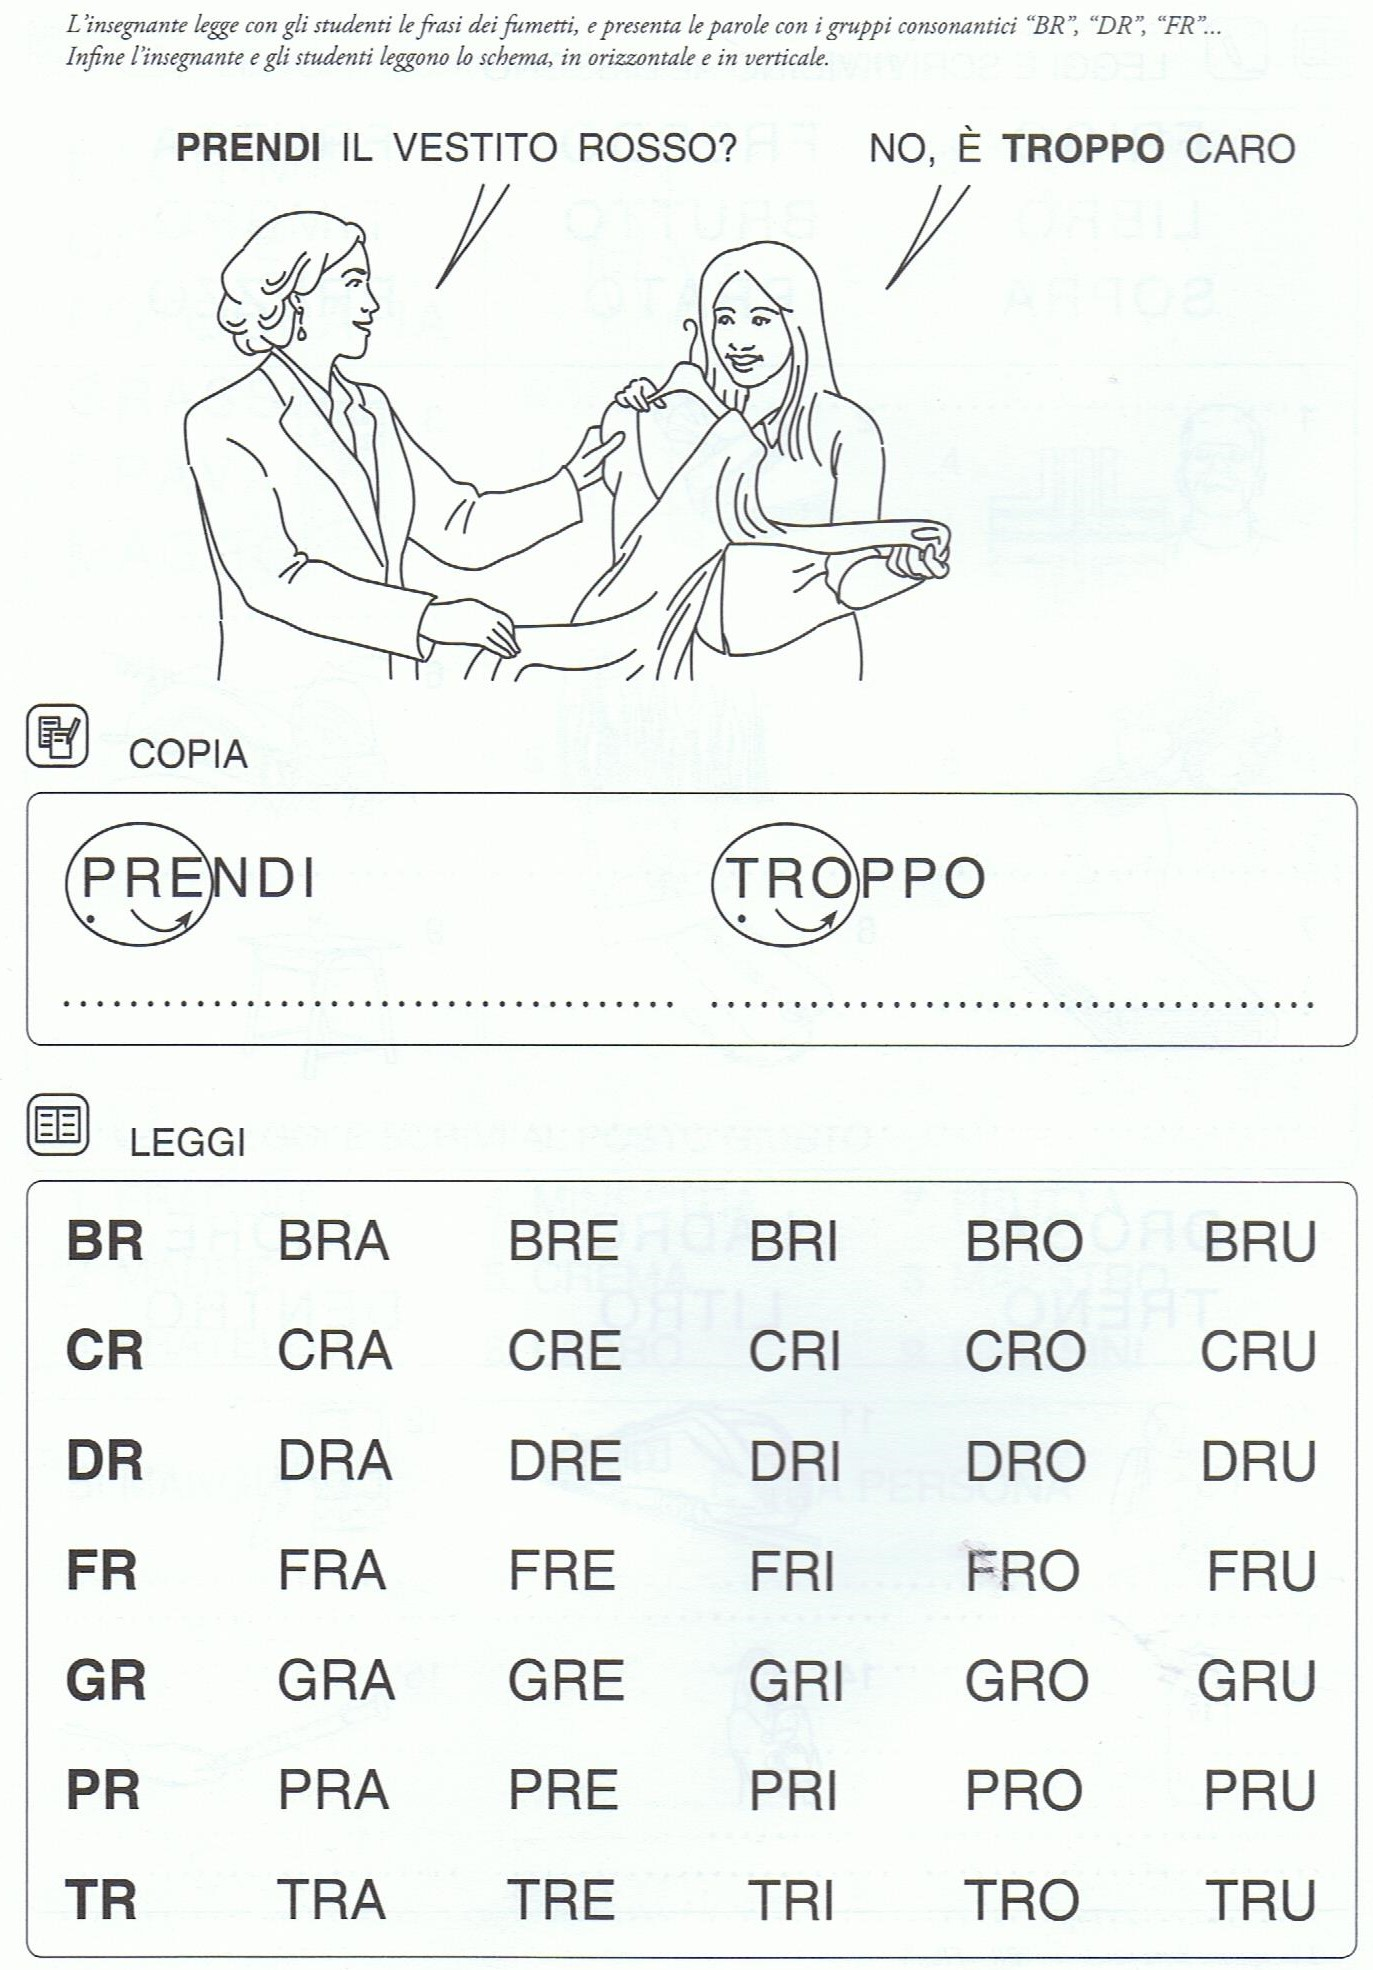 L'insegnante legge con gli studenti le frasi dei fumetti, e presenta le parole con i gruppi consonantici “BR”, “DR”, “FR”...
Infine l'insegnante e gli studenti leggono lo schema, in orizzontale e in verticale.
PRENDI IL VESTITO ROSSO?
NO, È TROPPO CARO
COPIA
PRENDI TROPPO
LEGGI
BR BRA BRE BRI BRO BRU
CR CRA CRE CRI CRO CRU
DR DRA DRE DRI DRO DRU
FR FRA FRE FRI FRO FRU
GR GRA GRE GRI GRO GRU
PR PRA PRE PRI PRO PRU
TR TRA TRE TRI TRO TRU